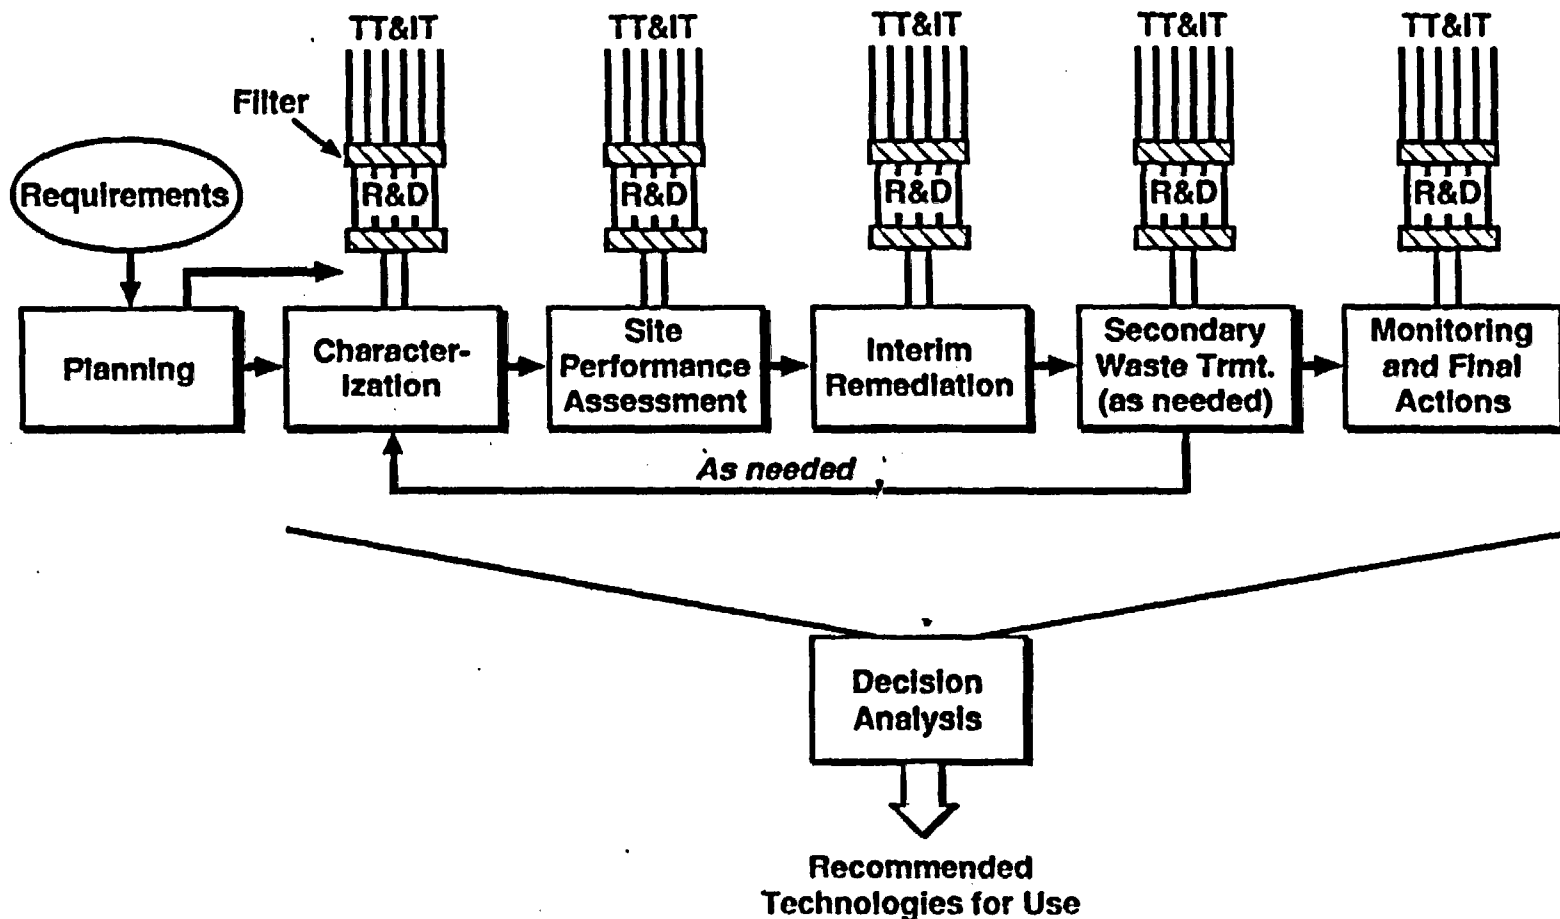 TT&IT
TT&IT
TT&IT
TT&IT
TT&IT
Filter
Requirements
R&D
R&D
R&D
R&D
R&D
Planning
Character-
ization
Site
Performance
Assessment
Interim
Remediation
Secondary
Waste Trmt.
(as needed)
Monitoring
and Final
Actions
As needed
Decision
Analysis
Recommended
Technologies for Use